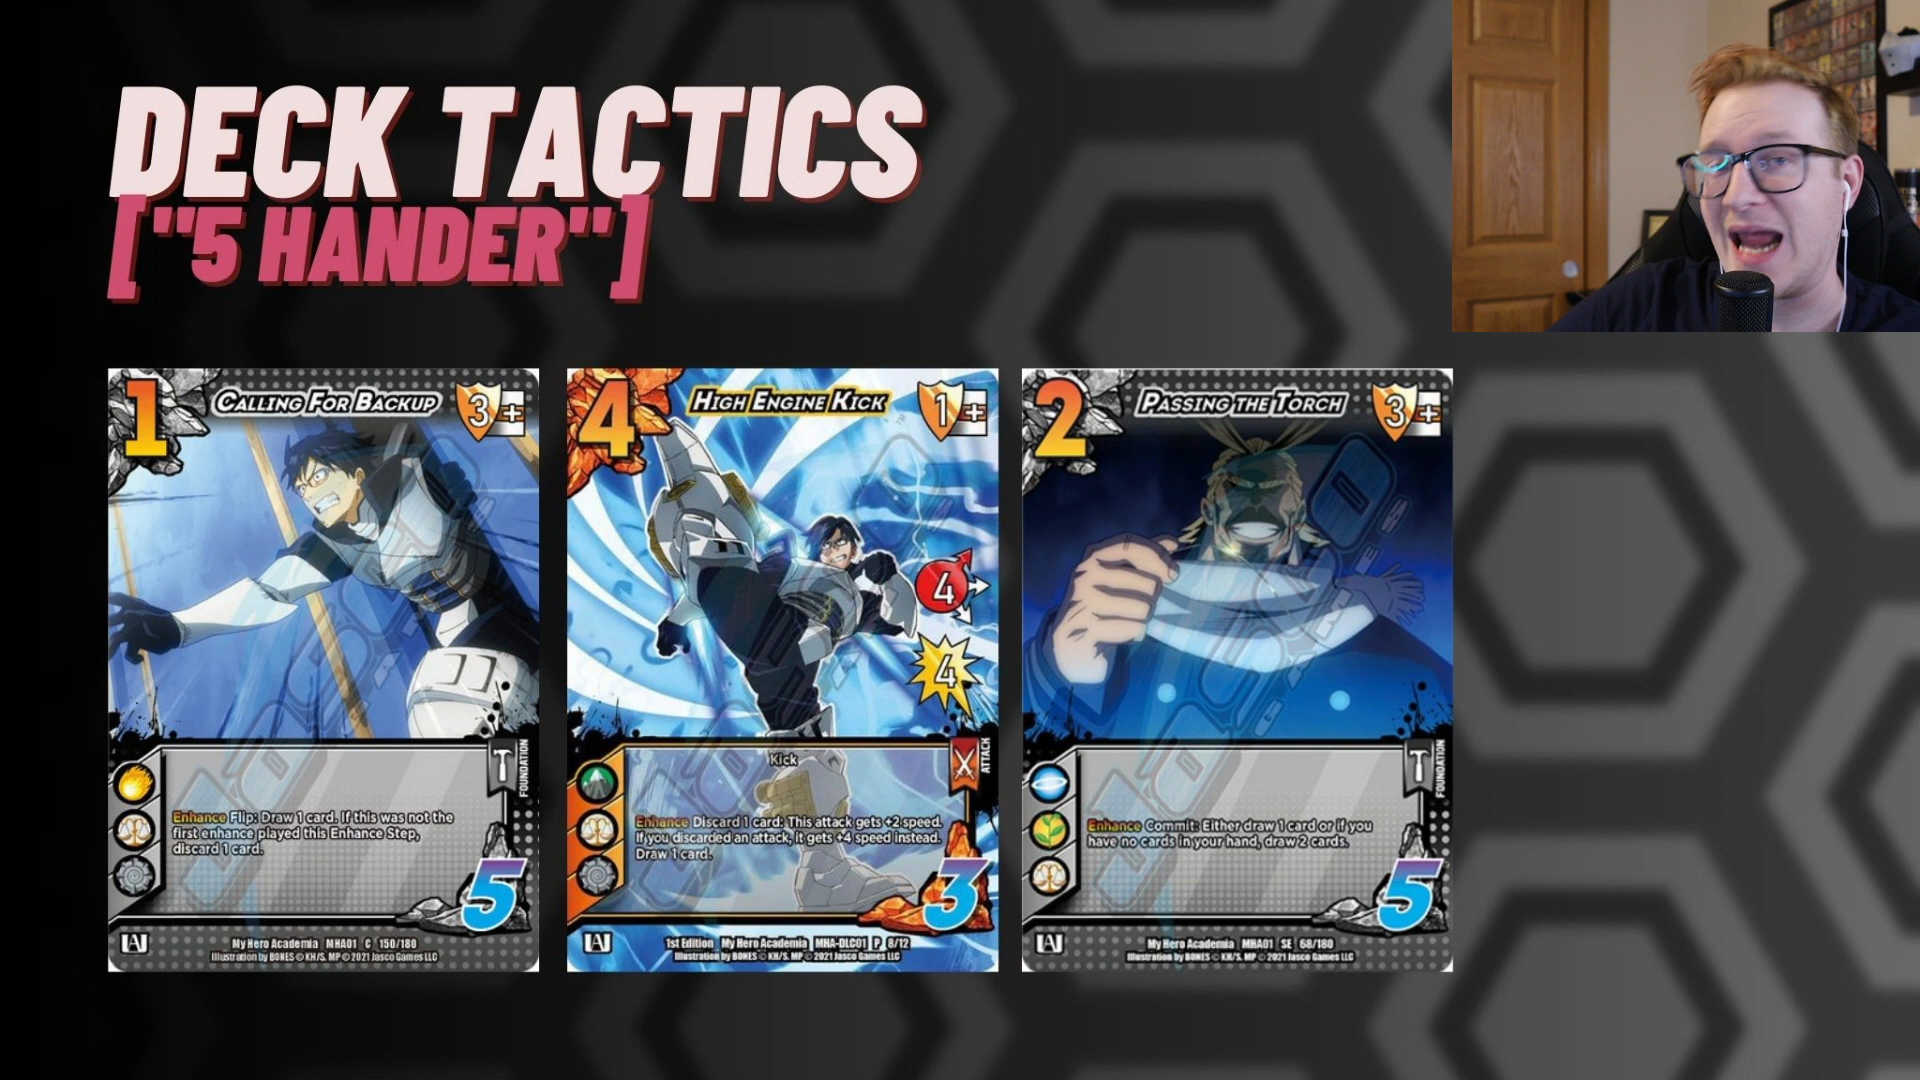 DECK TACTICS
["5 HANDER"]
1
CALLING FOR BACKUP
3+
FOUNDATION
Enhance Flip: Draw 1 card. If this was not the
first enhance played this Enhance Step,
discard 1 card.
5
My Hero Academia MHA01 C 150/180
Illustration by BONES © KH/S. MP © 2021 Jasco Games LLC
4
HIGH ENGINE KICK
1+
4
4
ATTACK
Kick
Enhance Discard 1 card: This attack gets +2 speed.
If you discarded an attack, it gets +4 speed instead.
Draw 1 card.
3
1st Edition My Hero Academia MHA-DLC01 P 8/12
Illustration by BONES © KH/S. MP © 2021 Jasco Games LLC
2
PASSING THE TORCH
3+
FOUNDATION
Enhance Commit: Either draw 1 card or if you
have no cards in your hand, draw 2 cards.
5
My Hero Academia MHA01 SE 68/180
Illustration by BONES © KH/S. MP © 2021 Jasco Games LLC